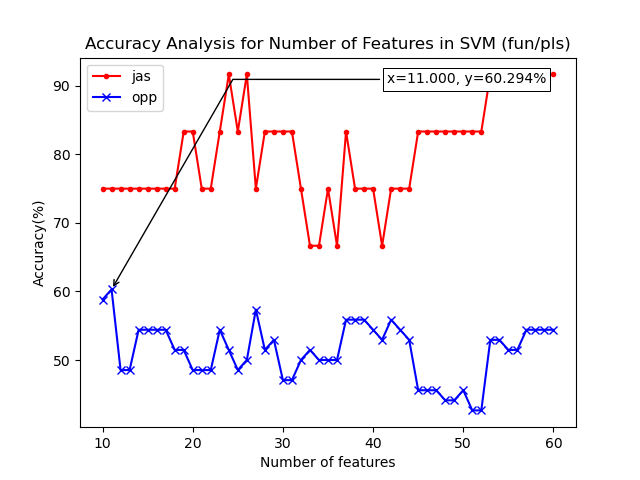 Accuracy Analysis for Number of Features in SVM (fun/pls)
jas
opp
x=11.000, y=60.294%
90
80
70
60
50
Accuracy(%)
10 20 30 40 50 60
Number of features